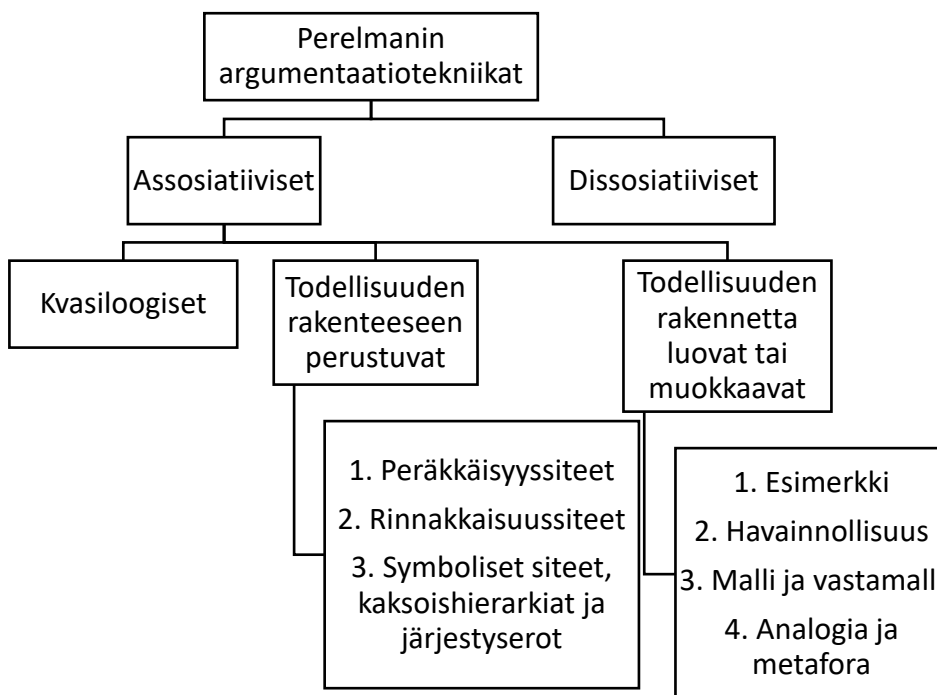 Perelmanin
argumentaatiotekniikat
Assosiatiiviset
Dissosiatiiviset
Kvasiloogiset
Todellisuuden
rakenteeseen
perustuvat
Todellisuuden
rakennetta
luovat tai
muokkaavat
1. Peräkkäisyyssiteet
2. Rinnakkaisuussiteet
3. Symboliset siteet,
kaksoishierarkiat ja
järjestyserot
1. Esimerkki
2. Havainnollisuus
3. Malli ja vastamall
4. Analogia ja
metafora